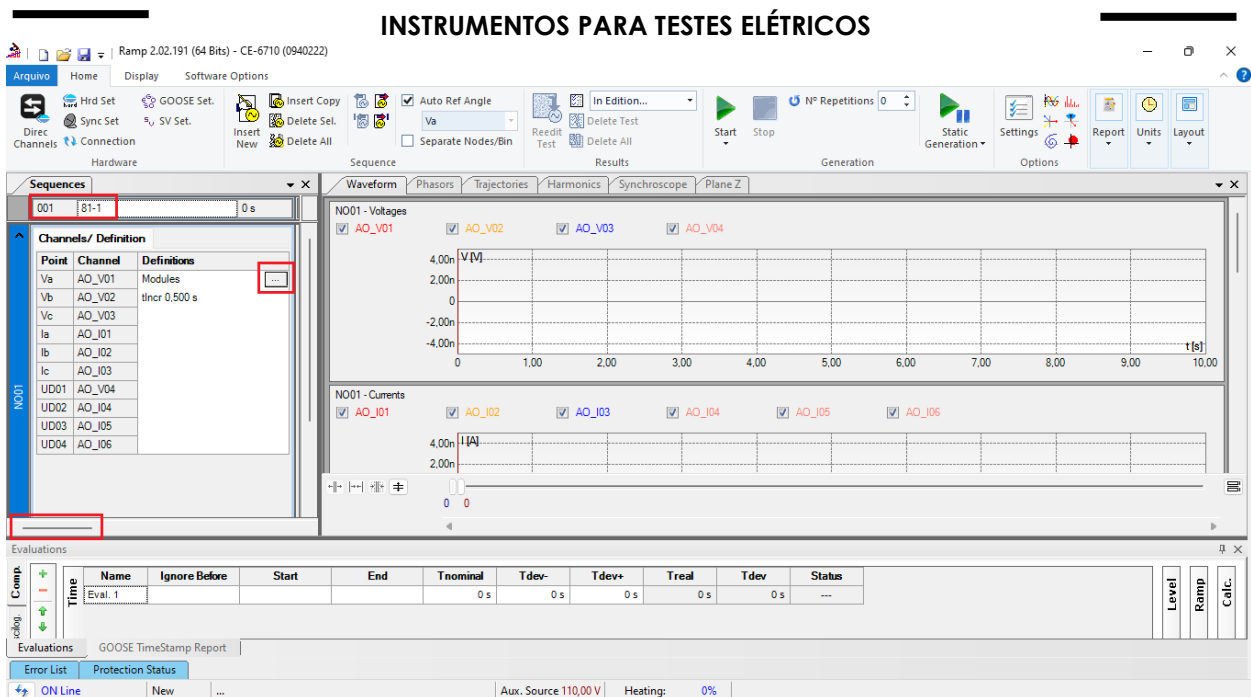 INSTRUMENTOS PARA TESTES ELÉTRICOS
Ramp 2.02.191 (64 Bits) - CE-6710 (0940222)
Arquivo Home Display Software Options
Direc Channels
Hrd Set
Sync Set
Connection
GOOSE Set.
SV Set.
Hardware
Insert New
Insert Copy
Delete Sel.
Delete All
Auto Ref Angle
Va
Separate Nodes/Bin
Sequence
Reedit Test
In Edition...
Delete Test
Delete All
Results
Start
Stop
Nº Repetitions 0
Static Generation
Generation
Settings
Options
Report
Units
Layout
Sequences
001 81-1 0 s
NO01
Channels/ Definition
Point Channel Definitions
Va AO_V01 Modules ...
Vb AO_V02 tIncr 0,500 s
Vc AO_V03
Ia AO_I01
Ib AO_I02
Ic AO_I03
UD01 AO_V04
UD02 AO_I04
UD03 AO_I05
UD04 AO_I06
Waveform Phasors Trajectories Harmonics Synchroscope Plane Z
NO01 - Voltages
AO_V01 AO_V02 AO_V03 AO_V04
V [V]
4,00n
2,00n
0
-2,00n
-4,00n
t [s]
0 1,00 2,00 3,00 4,00 5,00 6,00 7,00 8,00 9,00 10,00
NO01 - Currents
AO_I01 AO_I02 AO_I03 AO_I04 AO_I05 AO_I06
I [A]
4,00n
2,00n
0 0
Evaluations
Comp.
Time
Name Ignore Before Start End Tnominal Tdev- Tdev+ Treal Tdev Status
Eval. 1 0 s 0 s 0 s 0 s 0 s ---
Level
Ramp
Calc.
Evaluations GOOSE TimeStamp Report
Error List Protection Status
ON Line New ... Aux. Source 110,00 V Heating: 0%